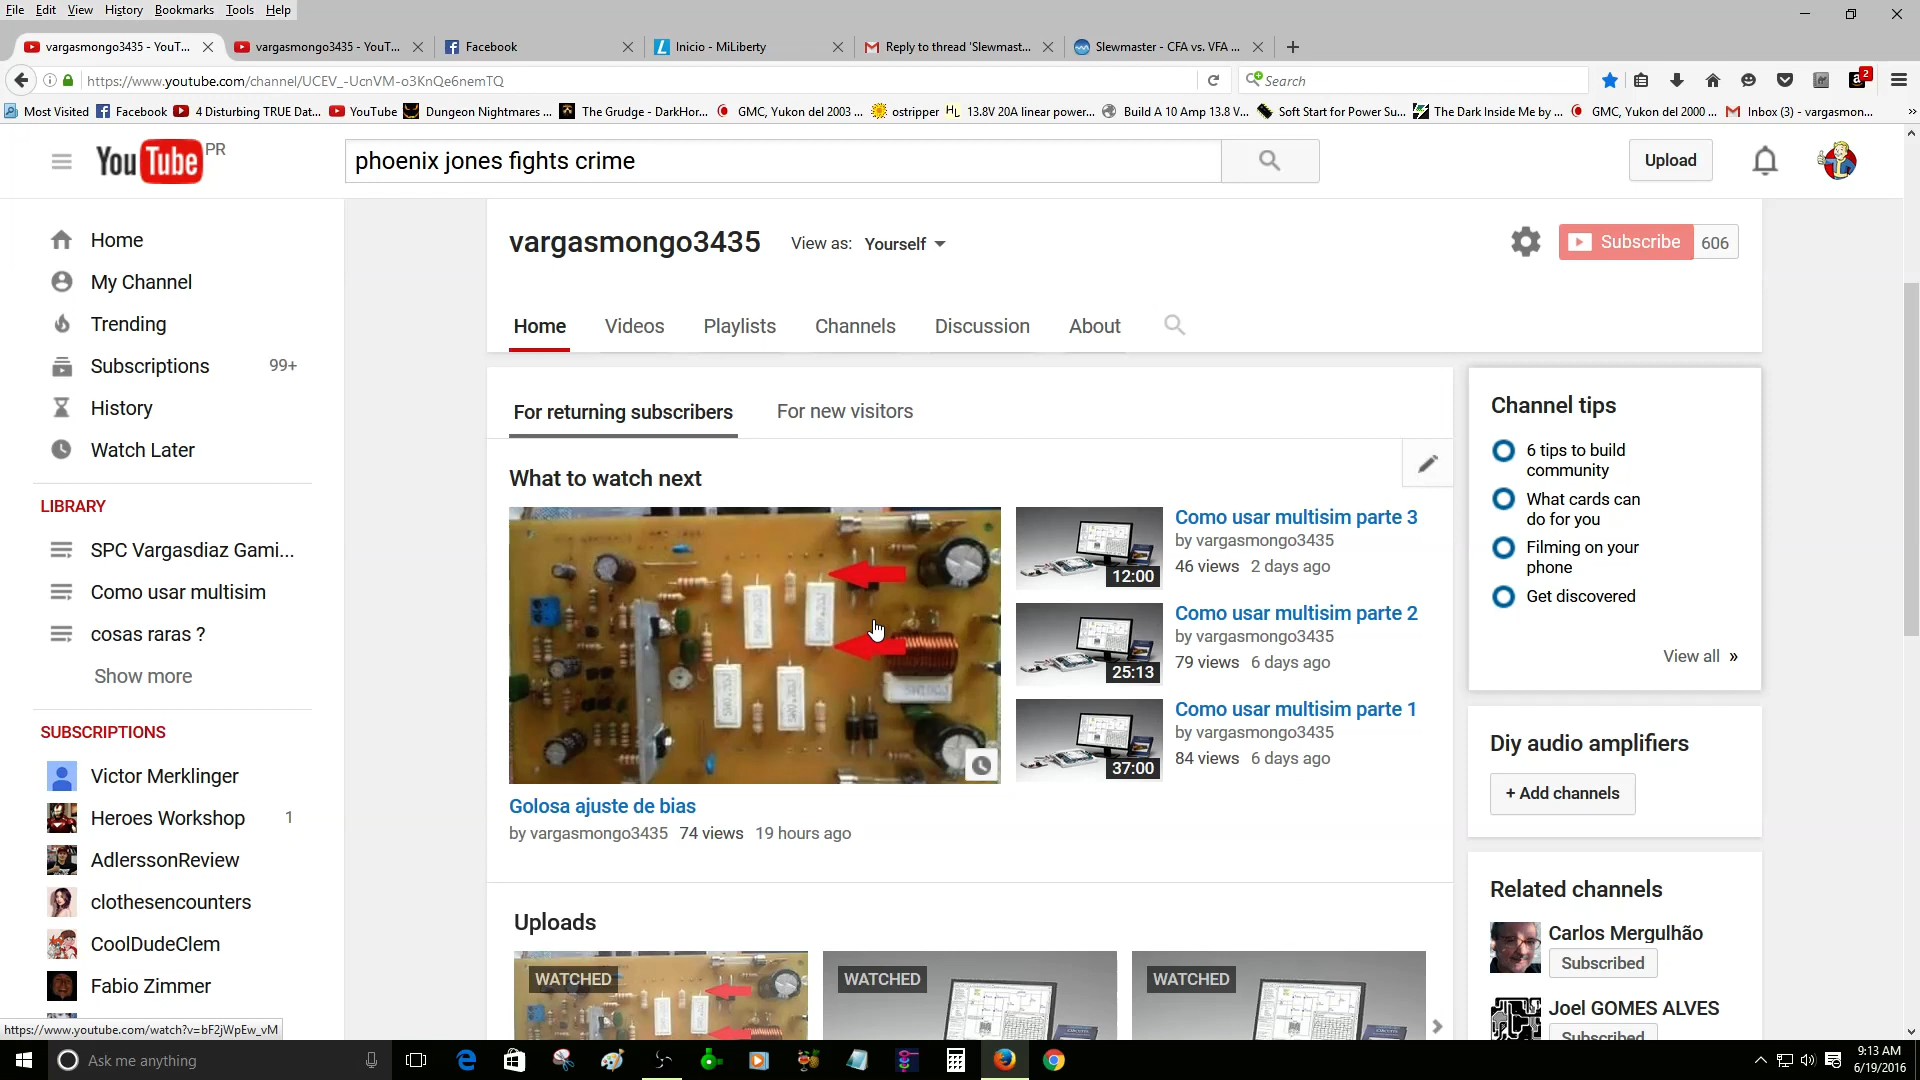 File Edit View History Bookmarks Tools Help
vargasmongo3435 - YouT...
vargasmongo3435 - YouT...
Facebook
Inicio - MiLiberty
Reply to thread 'Slewmast...
Slewmaster - CFA vs. VFA ...
https://www.youtube.com/channel/UCEV_-UcnVM-o3KnQe6nemTQ
Search
2
Most Visited
Facebook
4 Disturbing TRUE Dat...
YouTube
Dungeon Nightmares ...
The Grudge - DarkHor...
GMC, Yukon del 2003 ...
ostripper
HL 13.8V 20A linear power...
Build A 10 Amp 13.8 V...
Soft Start for Power Su...
The Dark Inside Me by ...
GMC, Yukon del 2000 ...
Inbox (3) - vargasmon...
YouTube PR
phoenix jones fights crime
Upload
Home
My Channel
Trending
Subscriptions 99+
History
Watch Later
LIBRARY
SPC Vargasdiaz Gami...
Como usar multisim
cosas raras ?
Show more
SUBSCRIPTIONS
Victor Merklinger
Heroes Workshop 1
AdlerssonReview
clothesencounters
CoolDudeClem
Fabio Zimmer
https://www.youtube.com/watch?v=bF2jWpEw_vM
vargasmongo3435 View as: Yourself
Subscribe 606
Home Videos Playlists Channels Discussion About
For returning subscribers For new visitors
What to watch next
Golosa ajuste de bias
by vargasmongo3435 74 views 19 hours ago
12:00
Como usar multisim parte 3
by vargasmongo3435
46 views 2 days ago
25:13
Como usar multisim parte 2
by vargasmongo3435
79 views 6 days ago
37:00
Como usar multisim parte 1
by vargasmongo3435
84 views 6 days ago
Uploads
WATCHED
WATCHED
WATCHED
Channel tips
6 tips to build
community
What cards can
do for you
Filming on your
phone
Get discovered
View all »
Diy audio amplifiers
+ Add channels
Related channels
Carlos Mergulhão
Subscribed
Joel GOMES ALVES
Subscribed
Ask me anything
9:13 AM
6/19/2016